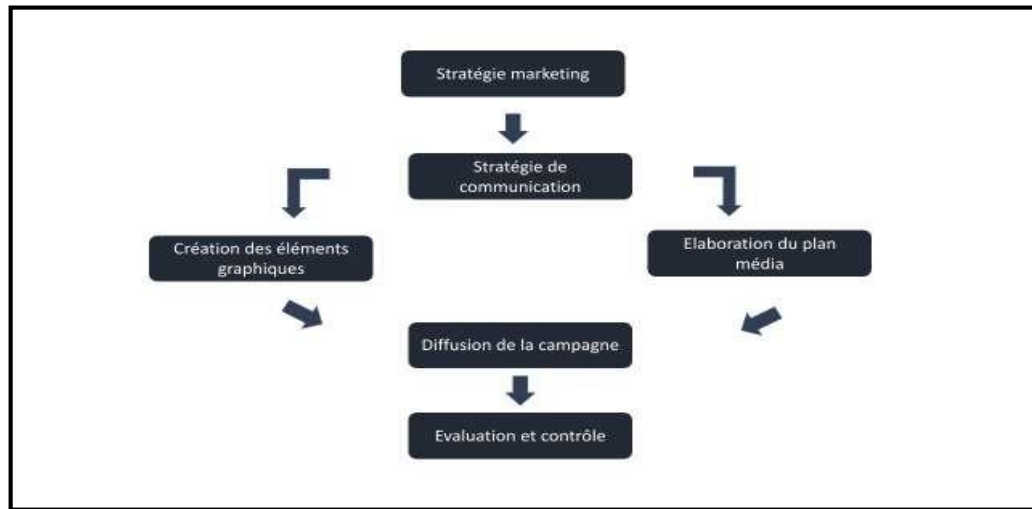 Stratégie marketing
Stratégie de
communication
Création des éléments
graphiques
Elaboration du plan
média
Diffusion de la campagne
Evaluation et contrôle